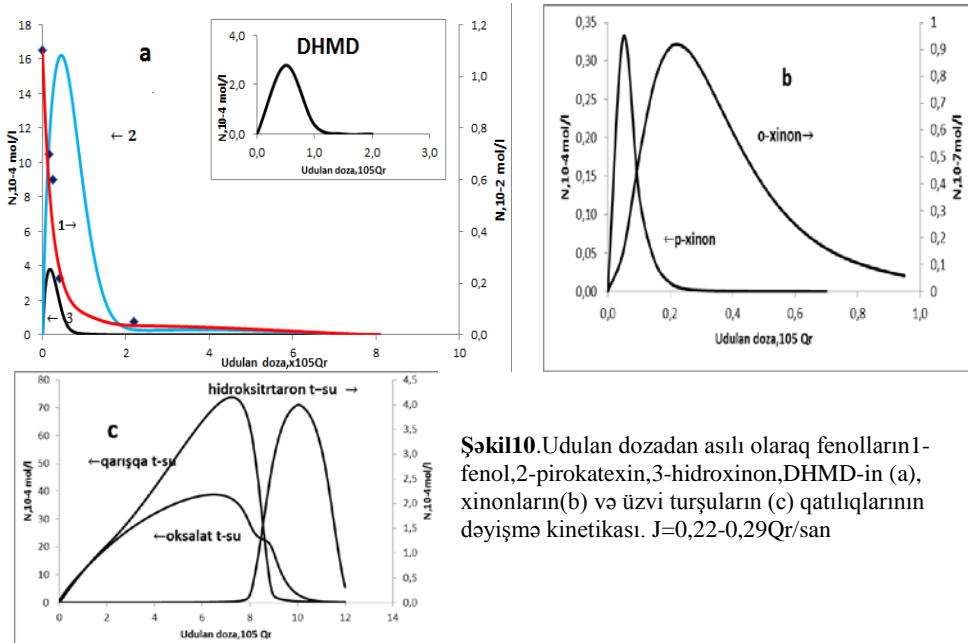 a
N,10-4 mol/l
18
16
14
12
10
8
6
4
2
0
0 2 4 6 8 10
Udulan doza,x105Qr
1,2
1,0
0,8
0,6
0,4
0,2
0,0
N,10-2 mol/l
← 2
1→
← 3
DHMD
N,10-4 mol/l
4,0
2,0
0,0
0,0 1,0 2,0 3,0
Udulan doza,105Qr
b
N,10-4 mol/l
0,35
0,30
0,25
0,20
0,15
0,10
0,05
0,00
0,0 0,2 0,4 0,6 0,8 1,0
Udulan doza,105 Qr
1
0,9
0,8
0,7
0,6
0,5
0,4
0,3
0,2
0,1
0
N,10-7mol/l
o-xinon→
←p-xinon
c
N,10-4 mol/l
80
70
60
50
40
30
20
10
0
0 2 4 6 8 10 12 14
Udulan doza,105 Qr
4,5
4,0
3,5
3,0
2,5
2,0
1,5
1,0
0,5
0,0
N,10-4mol/l
hidroksitrtaron t-su →
←qarışqa t-su
←oksalat t-su
Şəkil10.Udulan dozadan asılı olaraq fenolların1-
fenol,2-pirokatexin,3-hidroxinon,DHMD-in (a),
xinonların(b) və üzvi turşuların (c) qatılıqlarının
dəyişmə kinetikası. J=0,22-0,29Qr/san